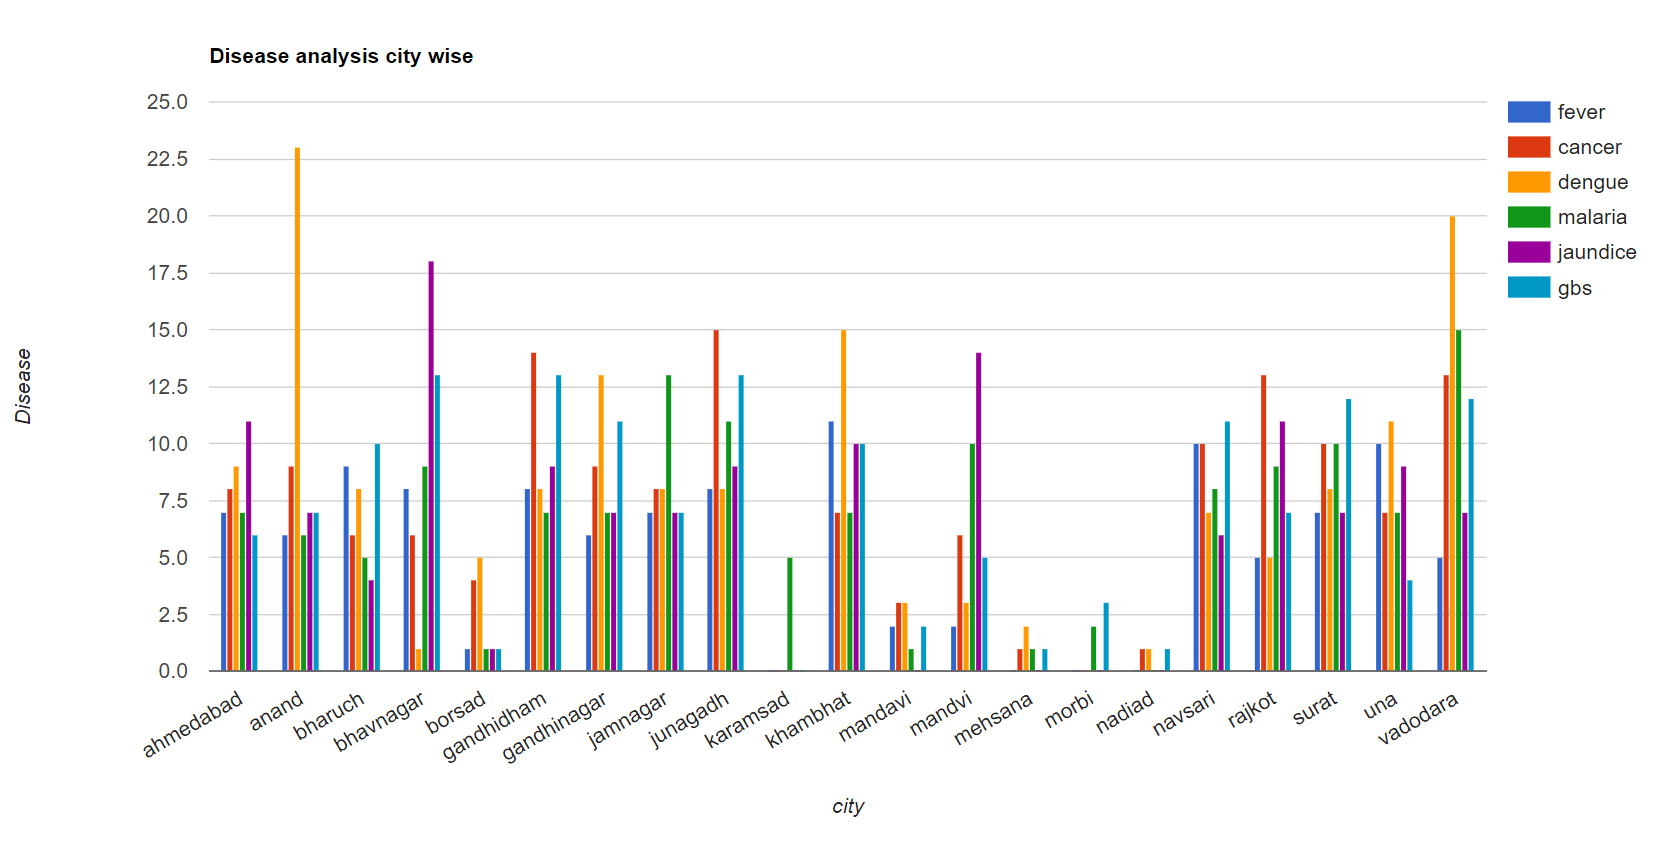 Disease analysis city wise
25.0
22.5
20.0
17.5
15.0
12.5
10.0
7.5
5.0
2.5
0.0
Disease
fever
cancer
dengue
malaria
jaundice
gbs
ahmedabad
anand
bharuch
bhavnagar
borsad
gandhidham
gandhinagar
jamnagar
junagadh
karamsad
khambhat
mandavi
mandvi
mehsana
morbi
nadiad
navsari
rajkot
surat
una
vadodara
city